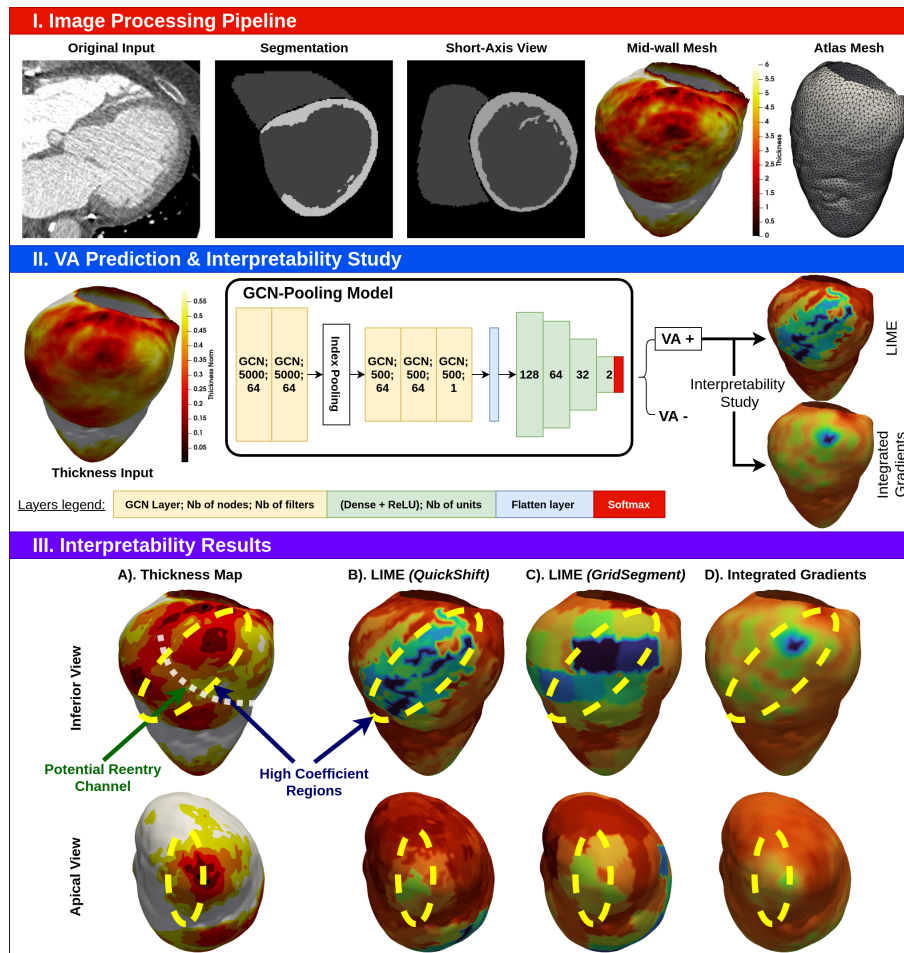 I. Image Processing Pipeline
Original Input
Segmentation
Short-Axis View
Mid-wall Mesh
Atlas Mesh
6
5.5
5
4.5
4
3.5
3
2.5
2
1.5
1
0.5
0
Thickness
II. VA Prediction & Interpretability Study
Thickness Input
0.55
0.5
0.45
0.4
0.35
0.3
0.25
0.2
0.15
0.1
0.05
Thickness Norm
GCN-Pooling Model
GCN;
5000;
64
GCN;
5000;
64
Index Pooling
GCN;
500;
64
GCN;
500;
64
GCN;
500;
1
128
64
32
2
VA +
VA -
Interpretability
Study
LIME
Integrated
Gradients
Layers legend:
GCN Layer; Nb of nodes; Nb of filters
(Dense + ReLU); Nb of units
Flatten layer
Softmax
III. Interpretability Results
A). Thickness Map
B). LIME (QuickShift)
C). LIME (GridSegment)
D). Integrated Gradients
Inferior View
Potential Reentry
Channel
High Coefficient
Regions
Apical View